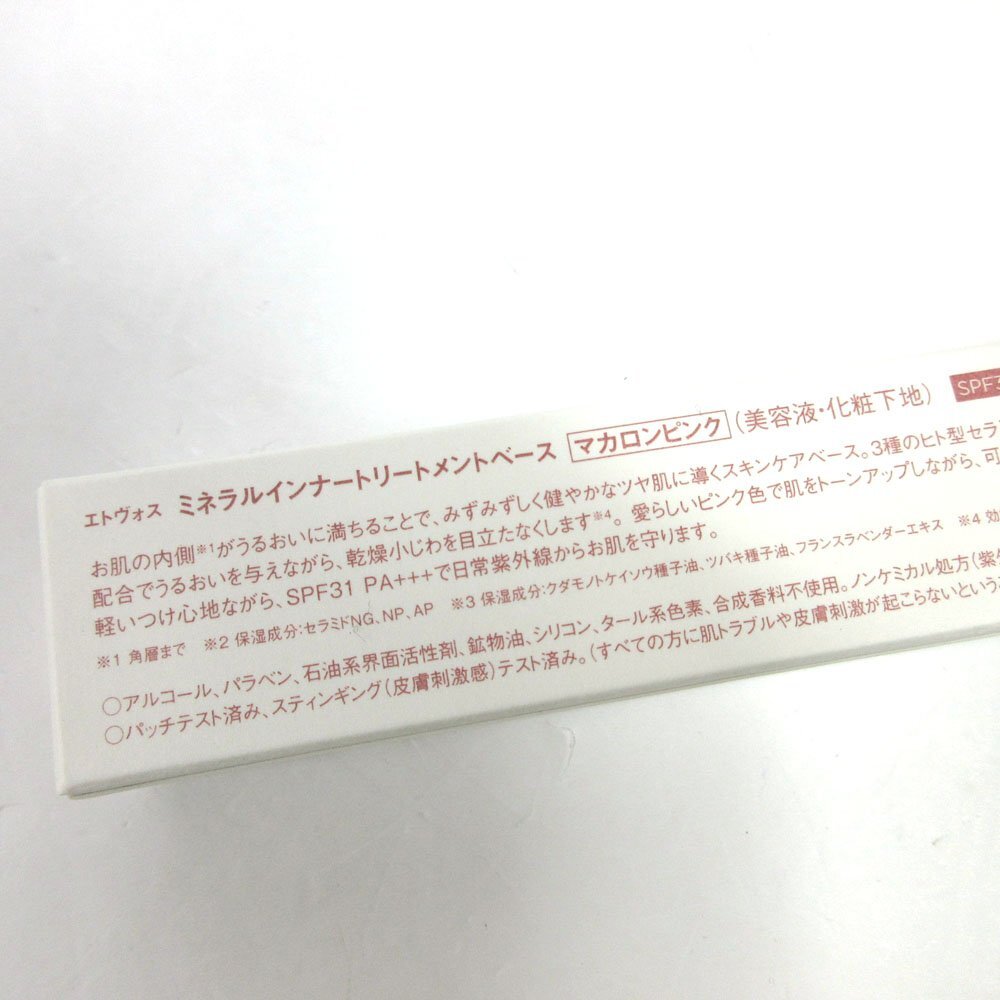 エトヴォス ミネラルインナートリートメントベース マカロンピンク (美容液・化粧下地) SPF3
お肌の内側※1がうるおいに満ちることで、みずみずしく健やかなツヤ肌に導くスキンケアベース。3種のヒト型セラ
配合でうるおいを与えながら、乾燥小じわを目立たなくします※4。愛らしいピンク色で肌をトーンアップしながら、可
軽いつけ心地ながら、SPF31 PA+++で日常紫外線からお肌を守ります。
※1 角層まで ※2 保湿成分:セラミドNG、NP、AP ※3 保湿成分:クダモノトケイソウ種子油、ツバキ種子油、フランスラベンダーエキス ※4 効
○アルコール、パラベン、石油系界面活性剤、鉱物油、シリコン、タール系色素、合成香料不使用。ノンケミカル処方(紫
○パッチテスト済み、スティンギング(皮膚刺激感)テスト済み。(すべての方に肌トラブルや皮膚刺激が起こらないという